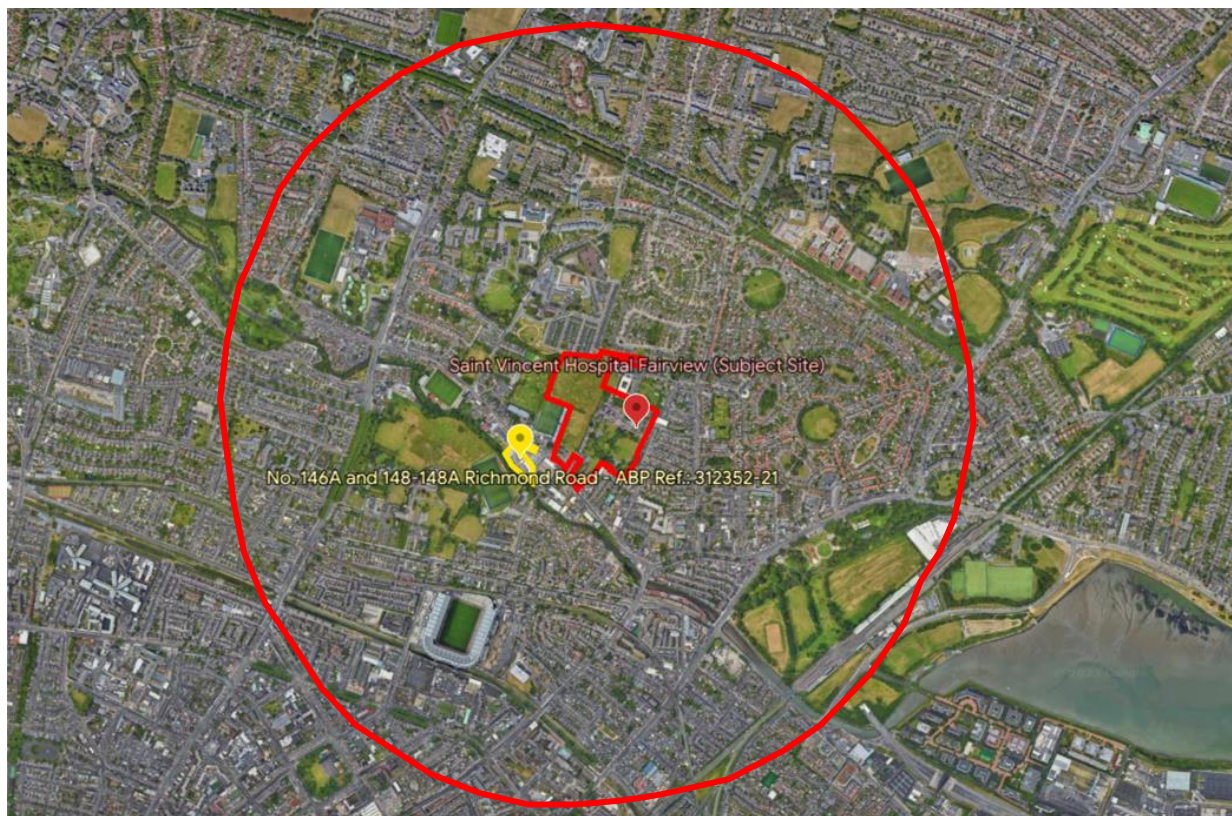 Saint Vincent Hospital Fairview (Subject Site)
No. 146A and 148-148A Richmond Road - ABP Ref.: 312352-21